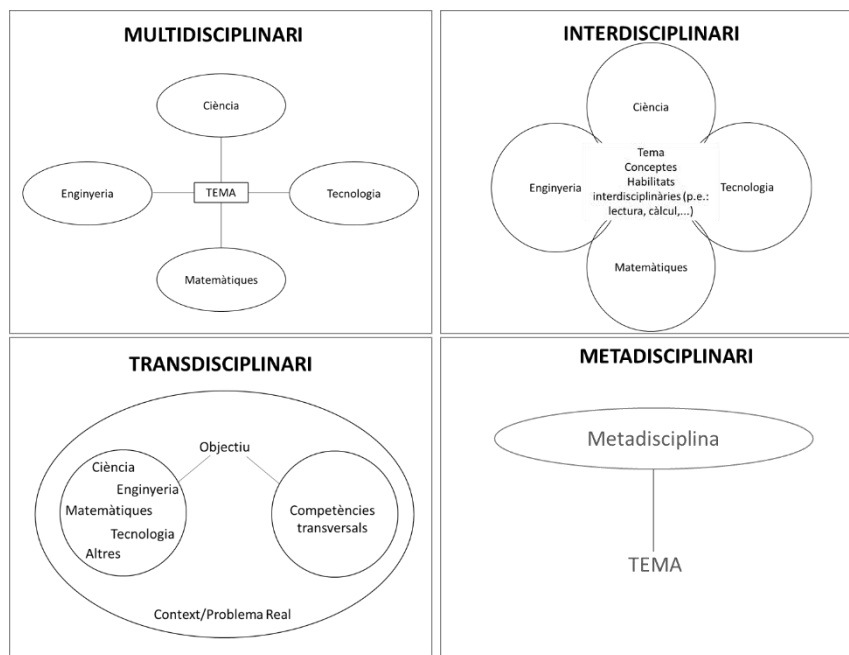 MULTIDISCIPLINARI
Ciència
Enginyeria
TEMA
Tecnologia
Matemàtiques
INTERDISCIPLINARI
Ciència
Tema
Conceptes
Enginyeria
Habilitats
Tecnologia
interdisciplinàries (p.e.:
lectura, càlcul,...)
Matemàtiques
TRANSDISCIPLINARI
Objectiu
Ciència
Enginyeria
Matemàtiques
Tecnologia
Altres
Competències
transversals
Context/Problema Real
METADISCIPLINARI
Metadisciplina
TEMA